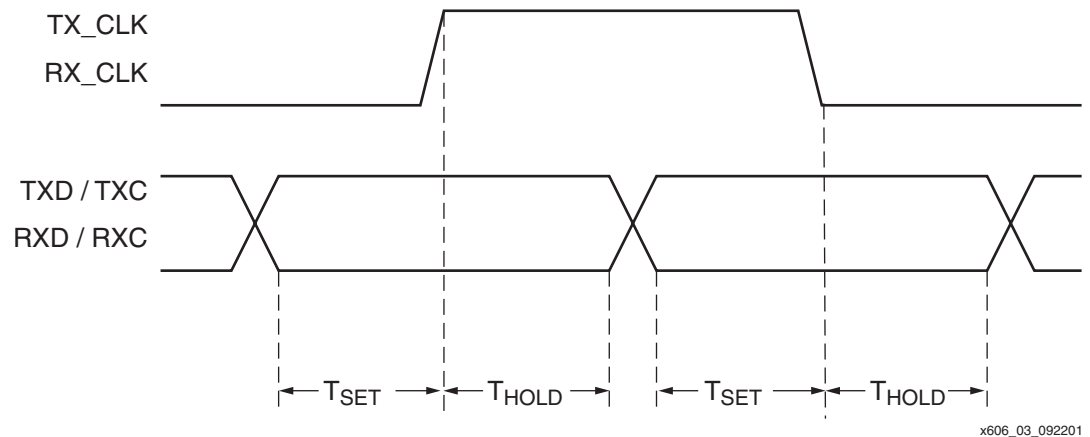 TX_CLK
RX_CLK
TXD / TXC
RXD / RXC
TSET THOLD TSET THOLD
x606_03_092201